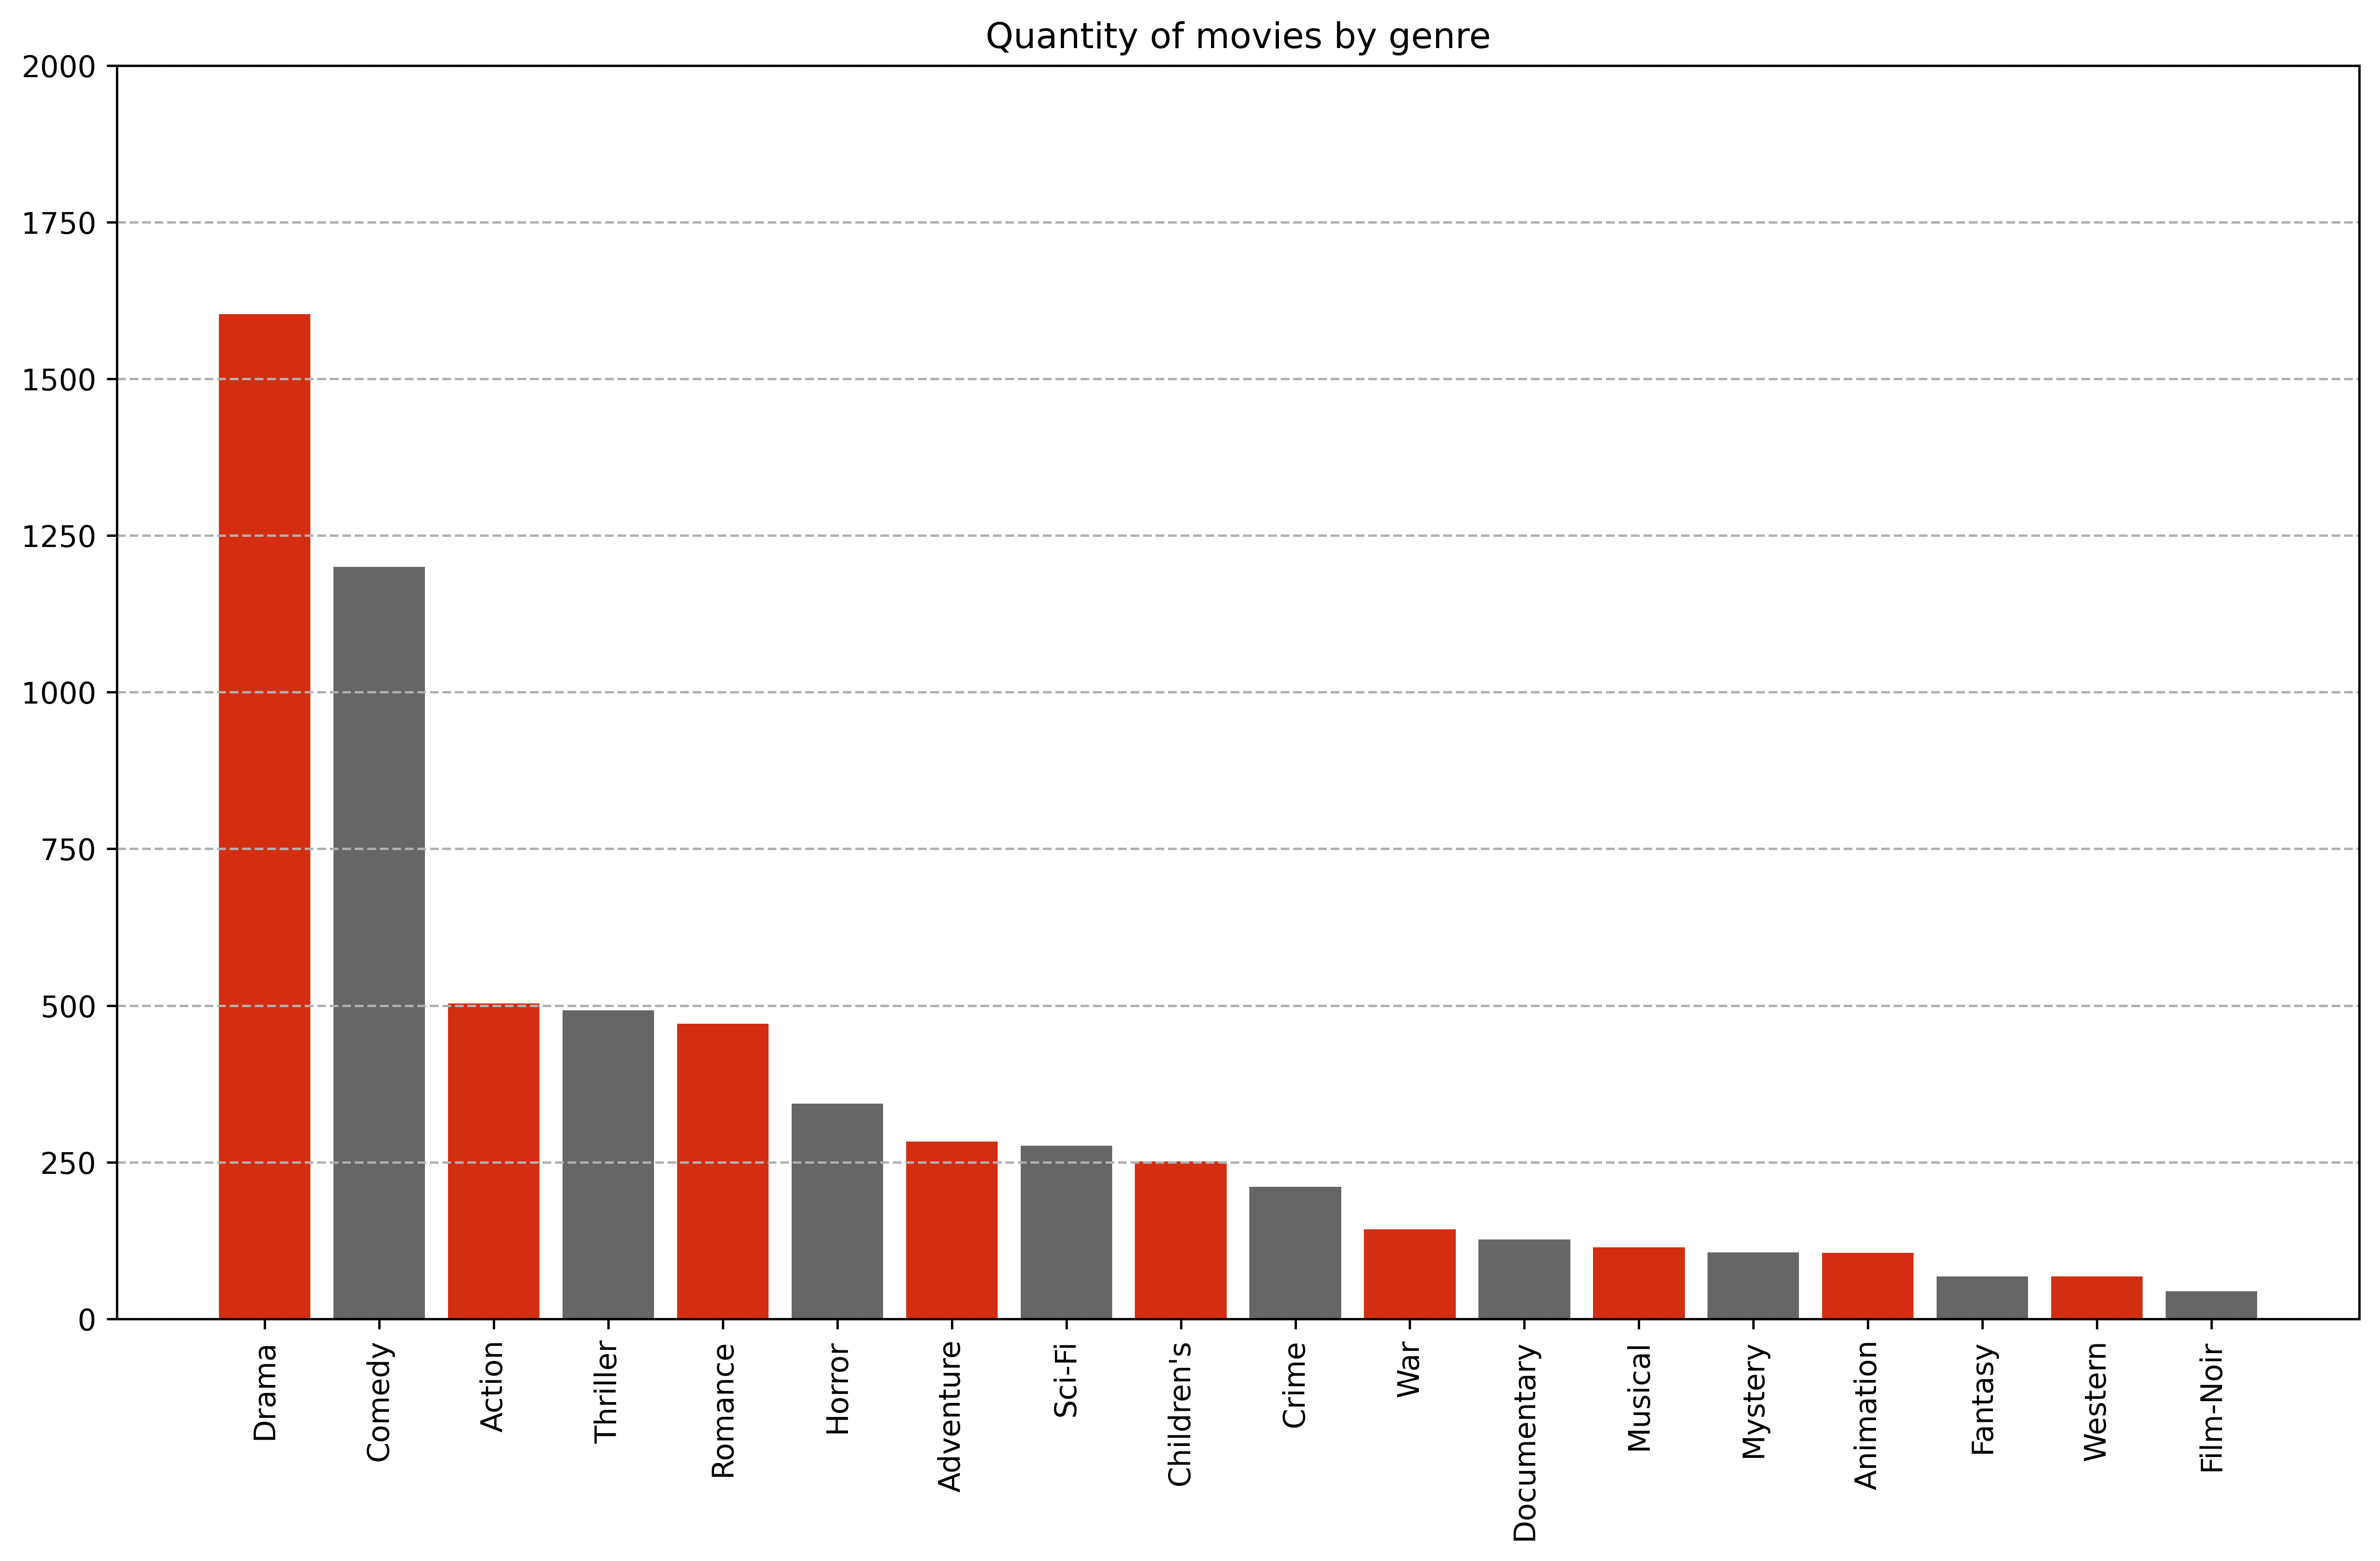 Quantity of movies by genre
2000
1750
1500
1250
1000
750
500
250
0
Drama
Comedy
Action
Thriller
Romance
Horror
Adventure
Sci-Fi
Children's
Crime
War
Documentary
Musical
Mystery
Animation
Fantasy
Western
Film-Noir